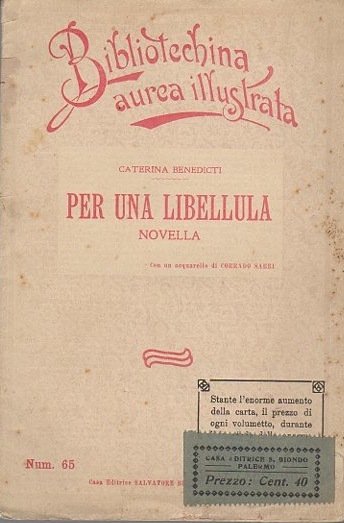 Bibliotechina
aurea illustrata
CATERINA BENEDICTI
PER UNA LIBELLULA
NOVELLA
Con un acquarello di CORRADO SARRI
Stante l'enorme aumento
della carta, il prezzo di
ogni volumetto, durante
CASA EDITRICE S. BIONDO
PALERMO
Prezzo: Cent. 40
Num. 65
Casa Editrice SALVATORE